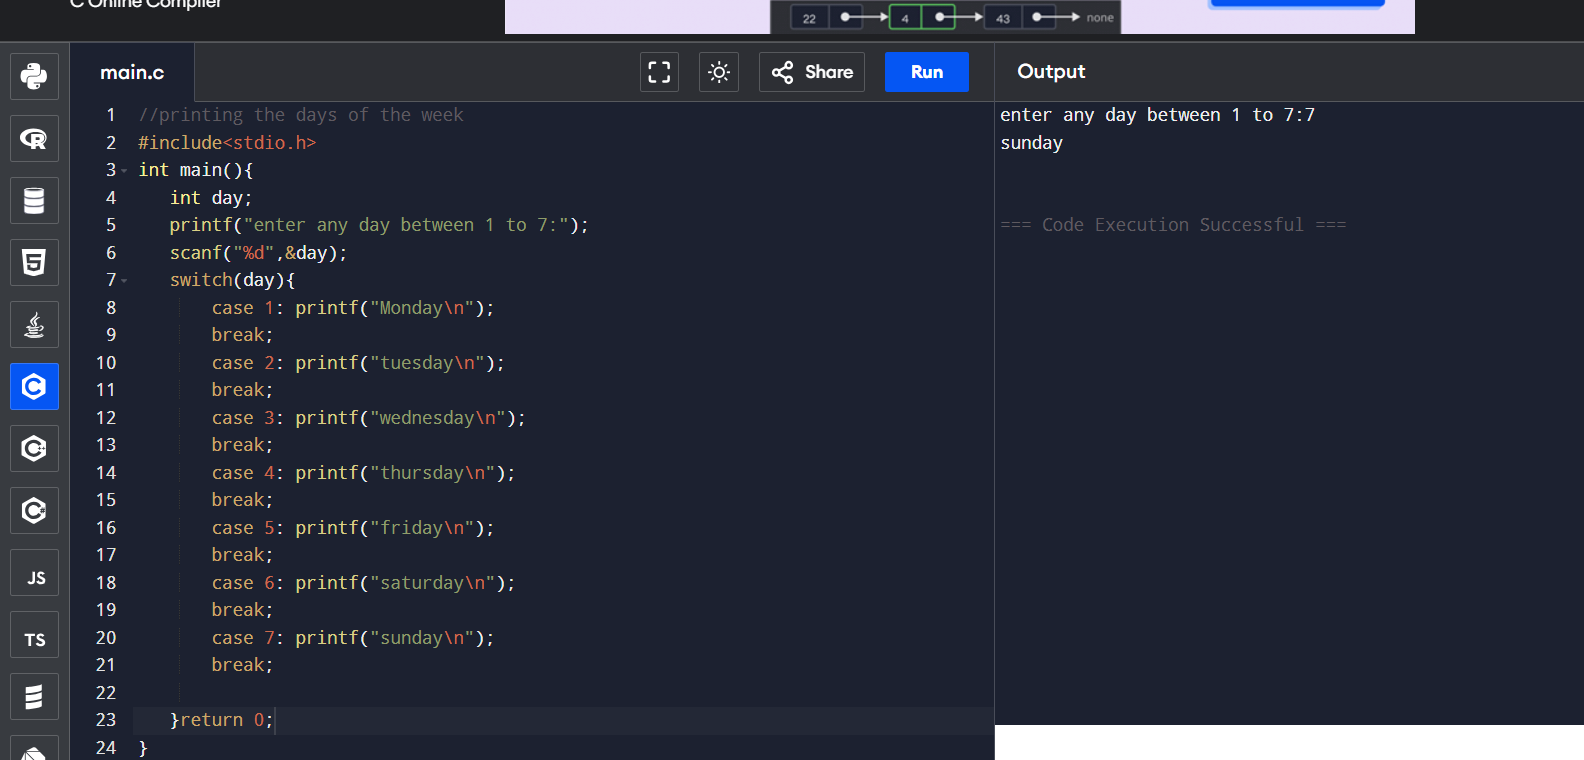 C Online Compiler
22 4 43 none
main.c
Share
Run
Output
1 //printing the days of the week
2 #include<stdio.h>
3 int main(){
4 int day;
5 printf("enter any day between 1 to 7:");
6 scanf("%d",&day);
7 switch(day){
8 case 1: printf("Monday\n");
9 break;
10 case 2: printf("tuesday\n");
11 break;
12 case 3: printf("wednesday\n");
13 break;
14 case 4: printf("thursday\n");
15 break;
16 case 5: printf("friday\n");
17 break;
18 case 6: printf("saturday\n");
19 break;
20 case 7: printf("sunday\n");
21 break;
22
23 }return 0;
24 }
enter any day between 1 to 7:7
sunday
=== Code Execution Successful ===
R
5
C
C++
C#
JS
TS